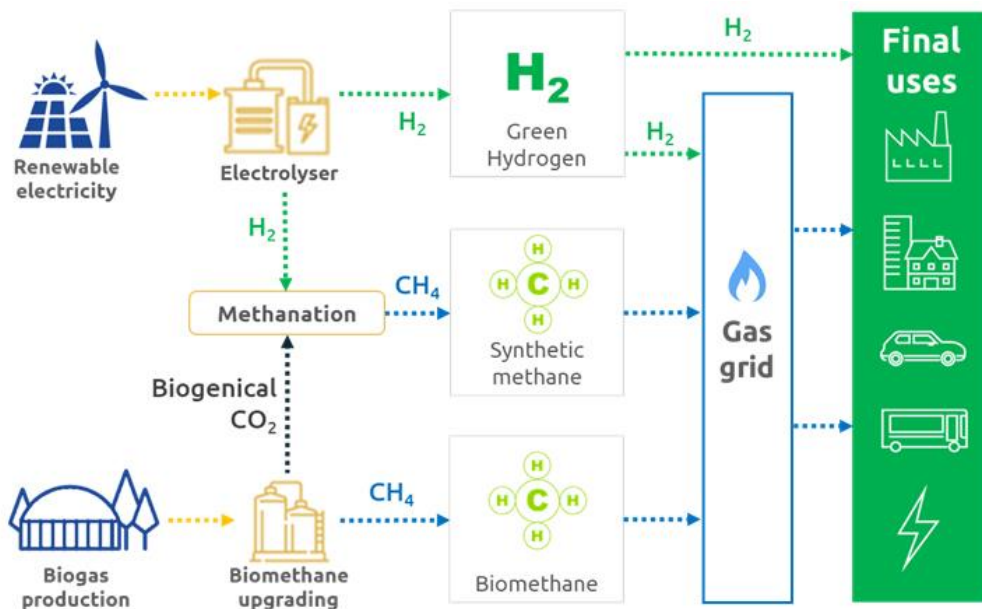 H₂
Final
uses
H₂
Green
Hydrogen
H₂
H₂
Renewable
electricity
Electrolyser
H₂
Methanation
CH₄
H
H
C
H
H
Synthetic
methane
Gas
grid
Biogenical
CO₂
CH₄
H
H
C
H
H
Biomethane
Biogas
production
Biomethane
upgrading